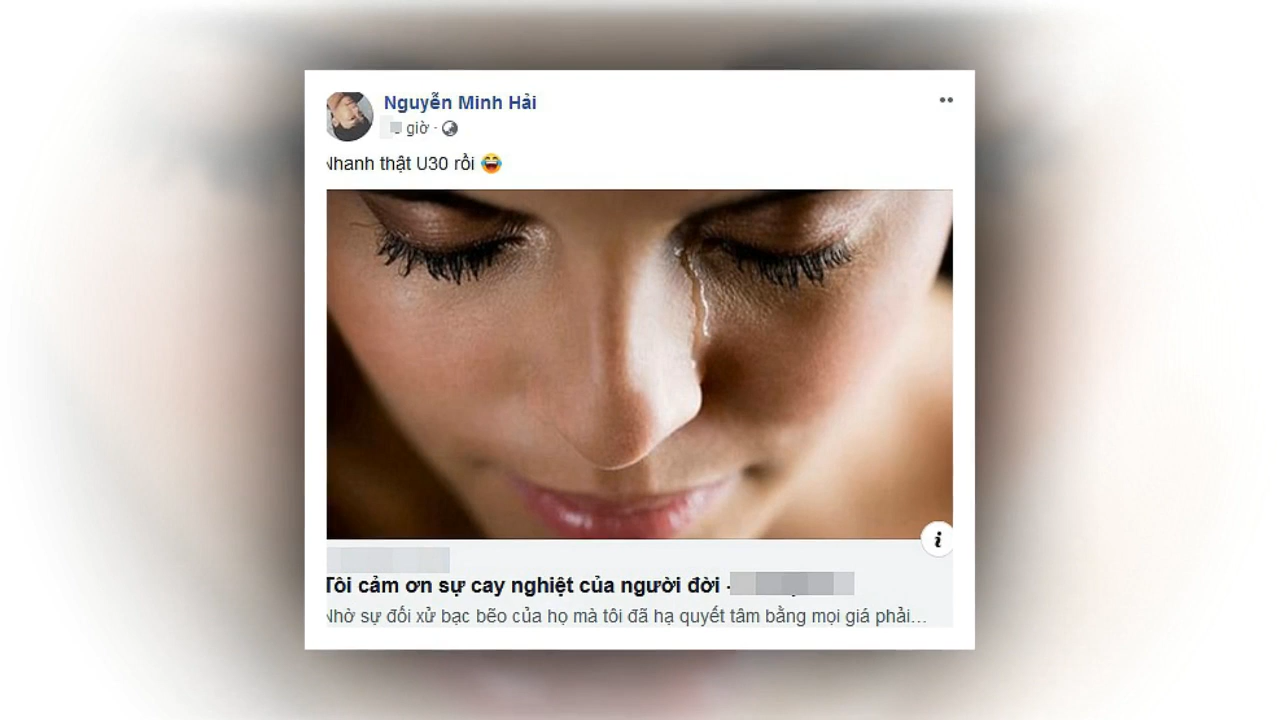 Nguyễn Minh Hải
giờ ·
Nhanh thật U30 rồi 😂
i
Tôi cảm ơn sự cay nghiệt của người đời -
Nhờ sự đối xử bạc bẽo của họ mà tôi đã hạ quyết tâm bằng mọi giá phải...